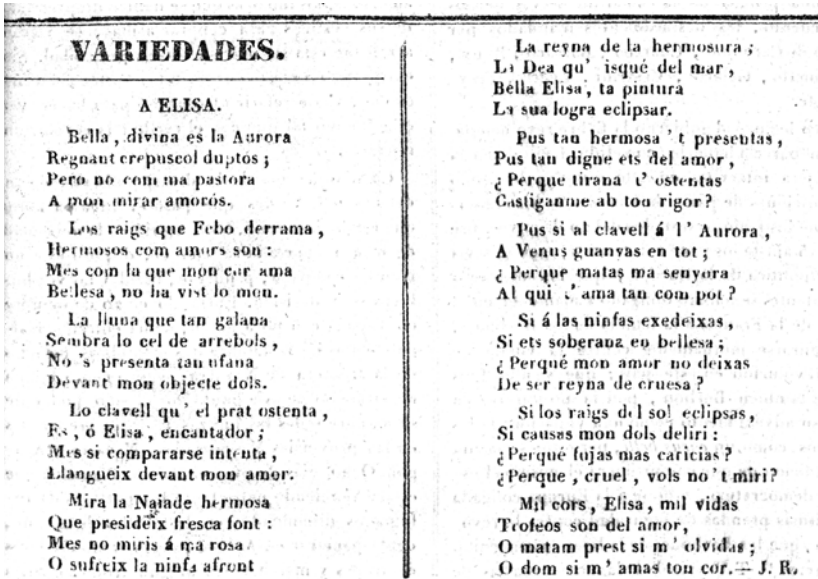 VARIEDADES.
A ELISA.
Bella, divina es la Aurora
Regnant crepuscol duptós;
Pero no com ma pastora
A mon mirar amorós.
Los raigs que Febo derrama,
Hermosos com amors son:
Mes com la que mon cor ama
Bellesa, no ha vist lo mon.
La lluna que tan galana
Sembra lo cel de arrebols,
No 's presenta tan ufana
Devant mon objecte dols.
Lo clavell qu' el prat ostenta,
Es, ó Elisa, encantador;
Mes si compararse intenta,
Llangueix devant mon amor.
Mira la Naiade hermosa
Que presideix fresca font:
Mes no miris á ma rosa
O sufreix la ninfa afront
La reyna de la hermosura;
La Dea qu' isqué del mar,
Bella Elisa, ta pintura
La sua logra eclipsar.
Pus tan hermosa t presentas,
Pus tan digne ets del amor,
¿Perque tirana t' ostentas
Castiganme ab tou rigor?
Pus si al clavell á l' Aurora,
A Venus guanyas en tot;
¿Perque matas ma senyora
Al qui t' ama tan com pot?
Si á las ninfas exedeixas,
Si ets soberana en bellesa;
¿Perqué mon amor no deixas
De ser reyna de cruesa?
Si los raigs del sol eclipsas,
Si causas mon dols deliri:
¿Perqué fujas mas caricias?
¿Perque, cruel, vols no 't miri?
Mil cors, Elisa, mil vidas
Trofeos son del amor,
O matam prest si m' olvidas;
O dom si m' amas ton cor.—J. R.